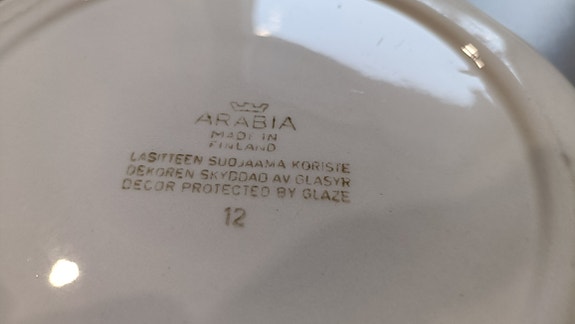 ARABIA
MADE IN
FINLAND
LASITTEEN SUOJAAMA KORISTE
DEKOREN SKYDDAD AV GLASYR
DECOR PROTECTED BY GLAZE
12